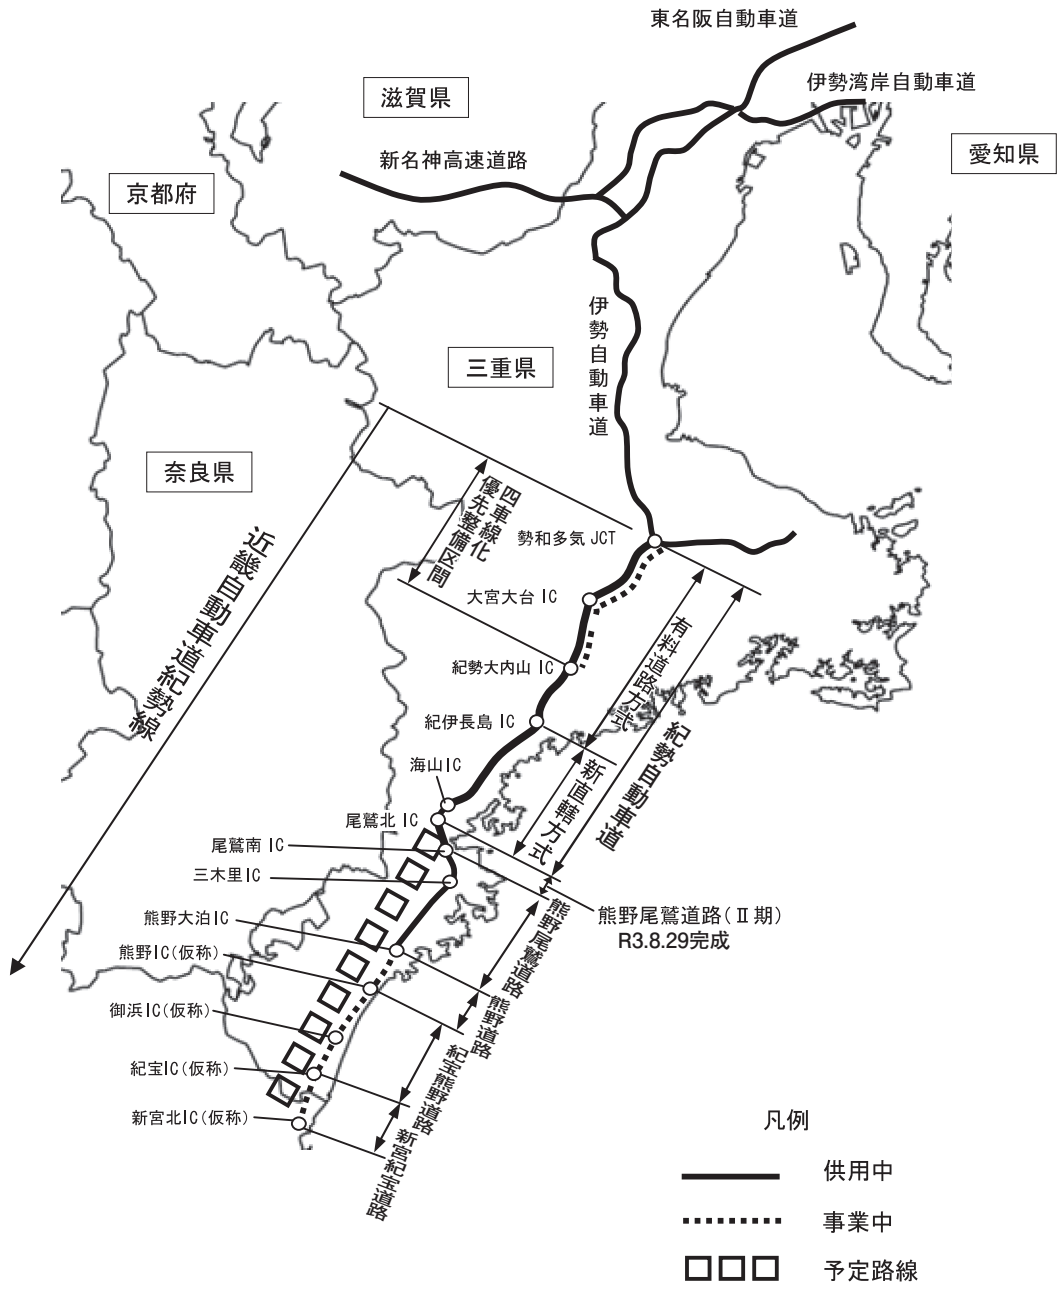 東名阪自動車道
滋賀県
伊勢湾岸自動車道
新名神高速道路
愛知県
京都府
伊勢自動車道
三重県
奈良県
四車線化
優先整備区間
勢和多気 JCT
近畿自動車道紀勢線
大宮大台 IC
有料道路方式
紀勢大内山 IC
紀伊長島 IC
紀勢自動車道
海山IC
新直轄方式
尾鷲北 IC
尾鷲南 IC
三木里IC
熊野尾鷲道路(Ⅱ期)
R3.8.29完成
熊野大泊IC
熊野尾鷲道路
熊野IC(仮称)
熊野道路
御浜IC(仮称)
紀宝熊野道路
紀宝IC(仮称)
新宮北IC(仮称)
新宮紀宝道路
凡例
供用中
事業中
予定路線